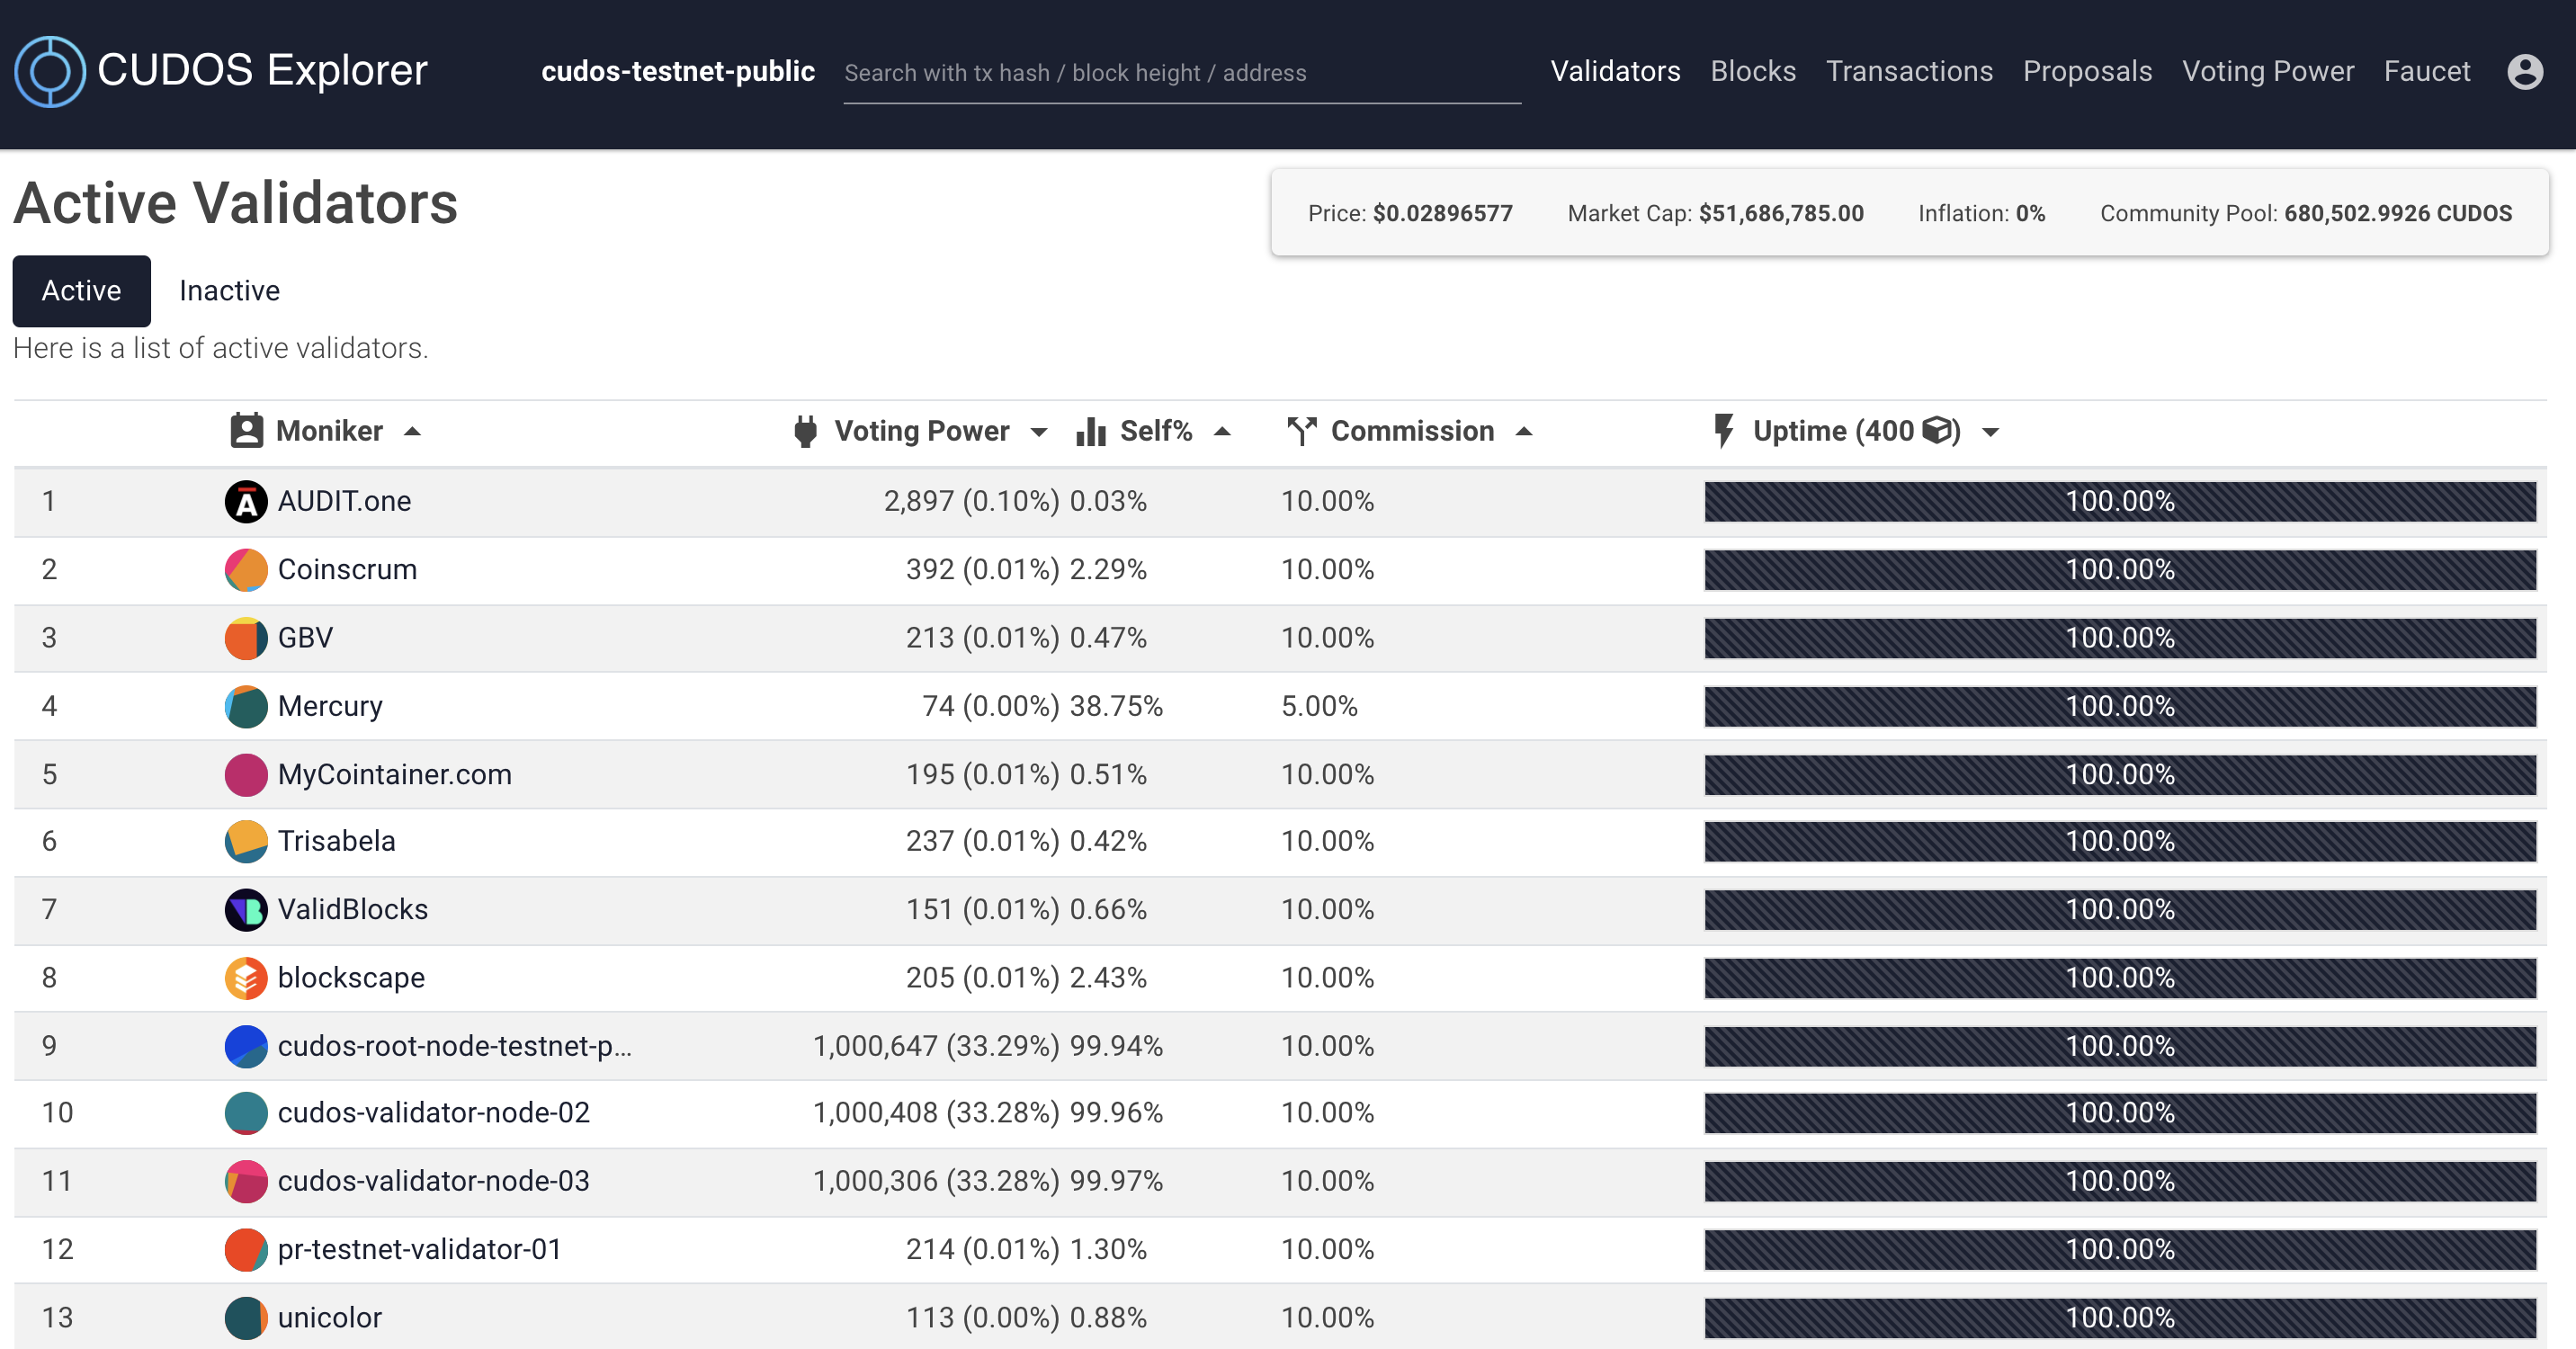 CUDOS Explorer cudos-testnet-public Search with tx hash / block height / address Validators Blocks Transactions Proposals Voting Power Faucet
Active Validators
Price: $0.02896577 Market Cap: $51,686,785.00 Inflation: 0% Community Pool: 680,502.9926 CUDOS
Active Inactive
Here is a list of active validators.
Moniker Voting Power Self% Commission Uptime (400 )
1 AUDIT.one 2,897 (0.10%) 0.03% 10.00% 100.00%
2 Coinscrum 392 (0.01%) 2.29% 10.00% 100.00%
3 GBV 213 (0.01%) 0.47% 10.00% 100.00%
4 Mercury 74 (0.00%) 38.75% 5.00% 100.00%
5 MyCointainer.com 195 (0.01%) 0.51% 10.00% 100.00%
6 Trisabela 237 (0.01%) 0.42% 10.00% 100.00%
7 ValidBlocks 151 (0.01%) 0.66% 10.00% 100.00%
8 blockscape 205 (0.01%) 2.43% 10.00% 100.00%
9 cudos-root-node-testnet-p... 1,000,647 (33.29%) 99.94% 10.00% 100.00%
10 cudos-validator-node-02 1,000,408 (33.28%) 99.96% 10.00% 100.00%
11 cudos-validator-node-03 1,000,306 (33.28%) 99.97% 10.00% 100.00%
12 pr-testnet-validator-01 214 (0.01%) 1.30% 10.00% 100.00%
13 unicolor 113 (0.00%) 0.88% 10.00% 100.00%